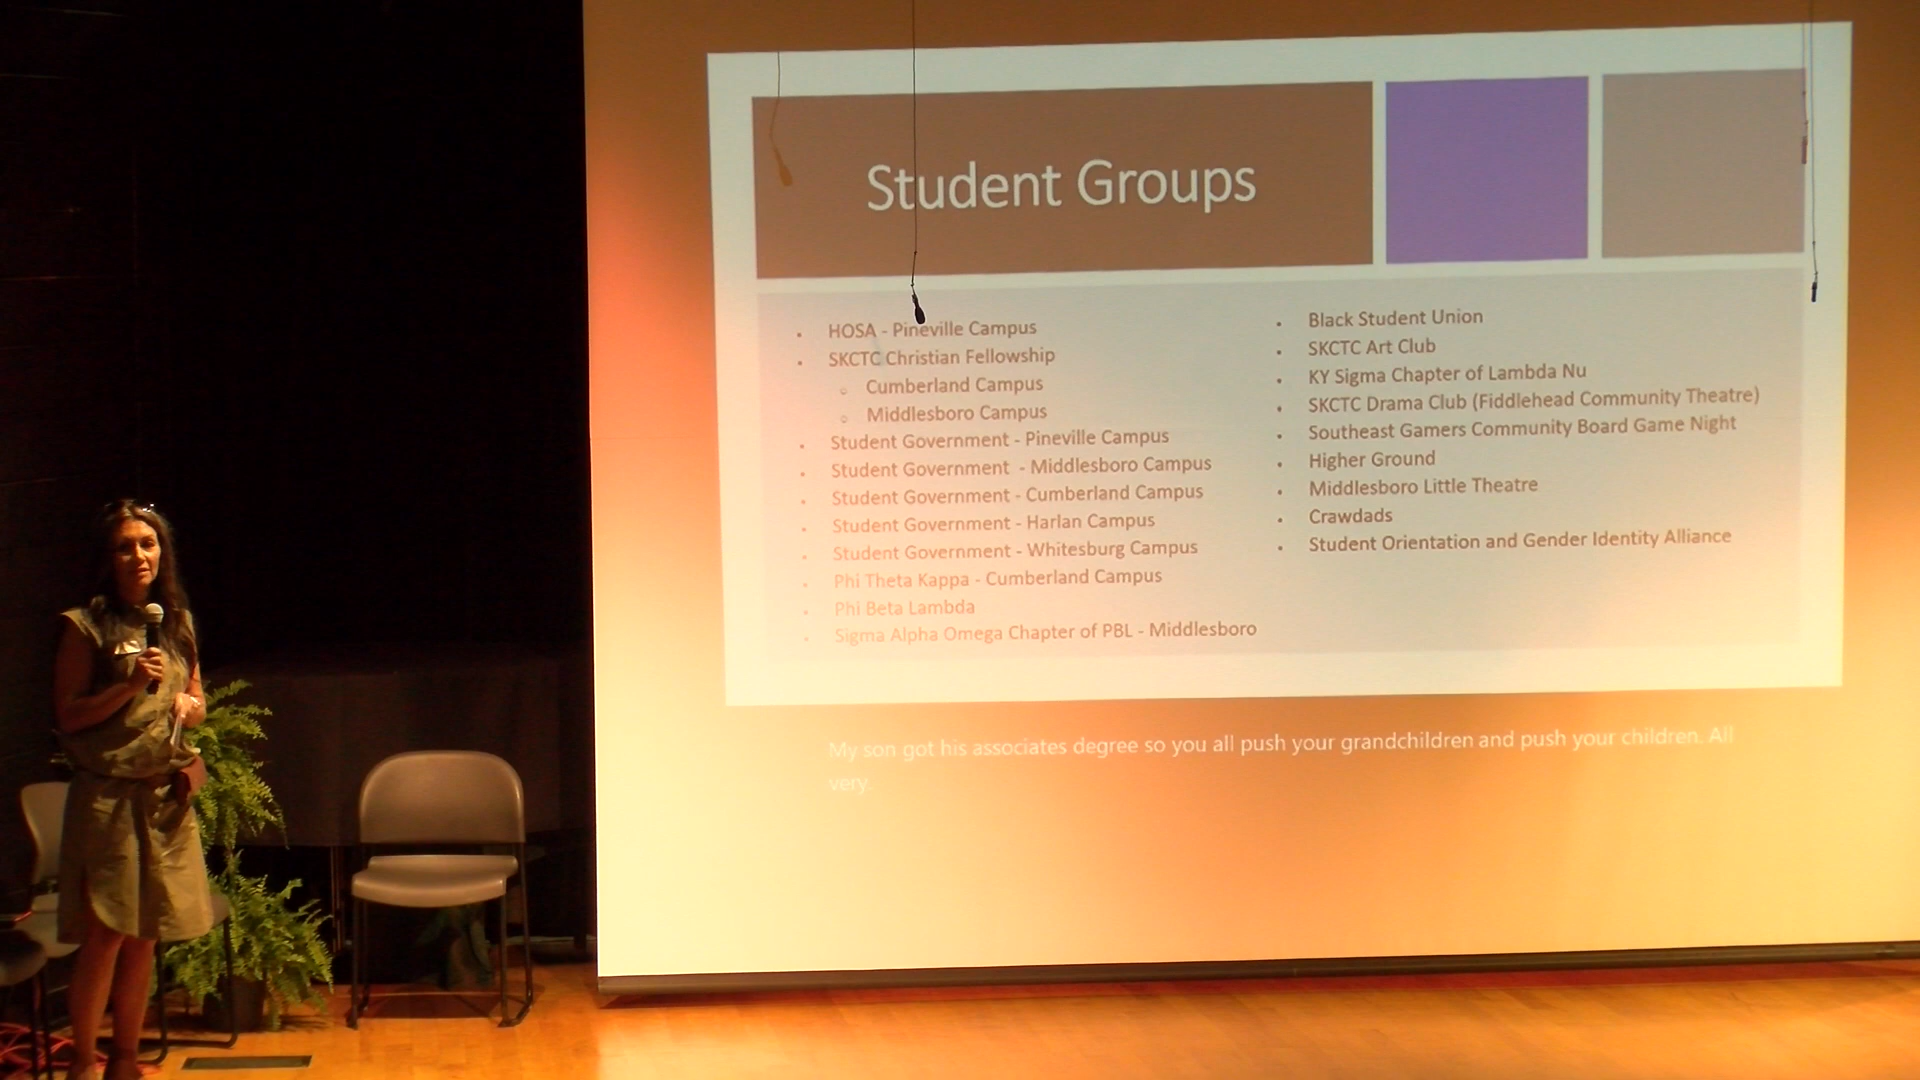 Student Groups
HOSA - Pineville Campus
SKCTC Christian Fellowship
Cumberland Campus
Middlesboro Campus
Student Government - Pineville Campus
Student Government - Middlesboro Campus
Student Government - Cumberland Campus
Student Government - Harlan Campus
Student Government - Whitesburg Campus
Phi Theta Kappa - Cumberland Campus
Phi Beta Lambda
Sigma Alpha Omega Chapter of PBL - Middlesboro
Black Student Union
SKCTC Art Club
KY Sigma Chapter of Lambda Nu
SKCTC Drama Club (Fiddlehead Community Theatre)
Southeast Gamers Community Board Game Night
Higher Ground
Middlesboro Little Theatre
Crawdads
Student Orientation and Gender Identity Alliance
My son got his associates degree so you all push your grandchildren and push your children. All
very.